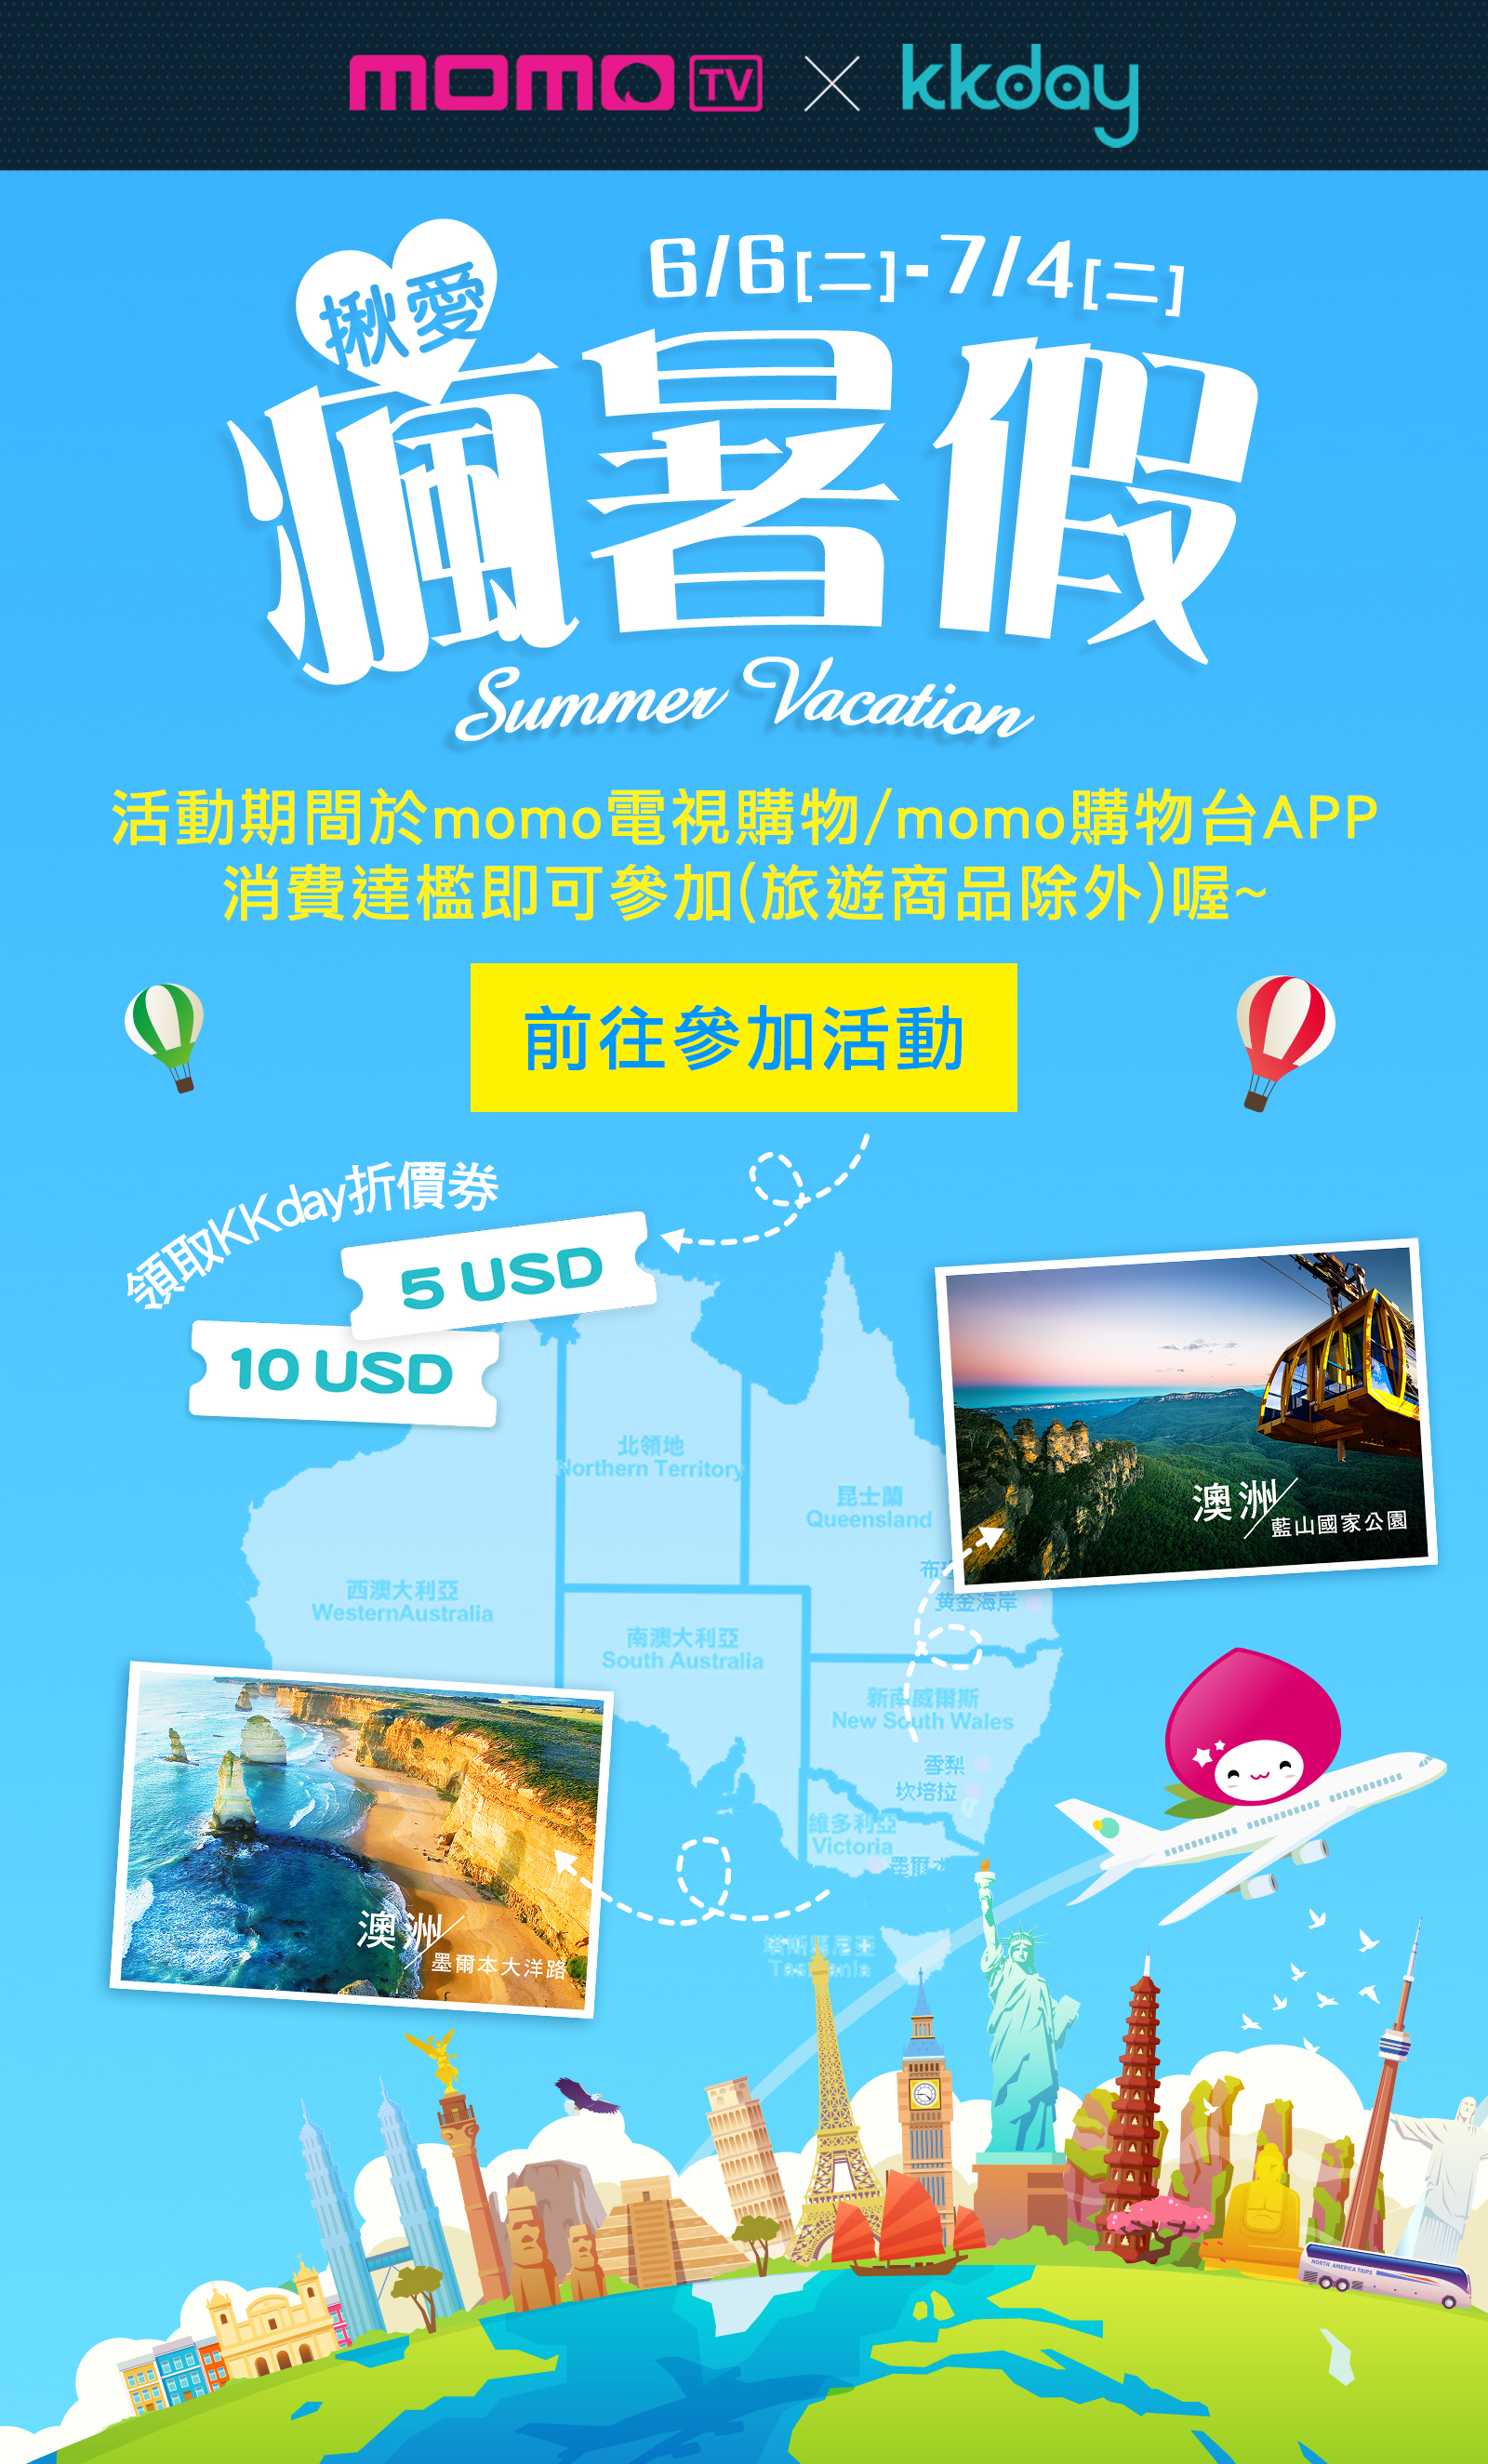 momo TV × kkday
6/6[二]-7/4[二]
揪愛
瘋暑假
Summer Vacation
活動期間於momo電視購物/momo購物台APP
消費達檻即可參加(旅遊商品除外)喔~
前往參加活動
領取KKday折價券
5 USD
10 USD
北領地
Northern Territory
昆士蘭
Queensland
澳洲
藍山國家公園
黃金海岸
西澳大利亞
WesternAustralia
南澳大利亞
South Australia
新南威爾斯
New South Wales
雪梨
坎培拉
維多利亞
Victoria
澳洲
墨爾本大洋路
NORTH AMERICA TRIPS